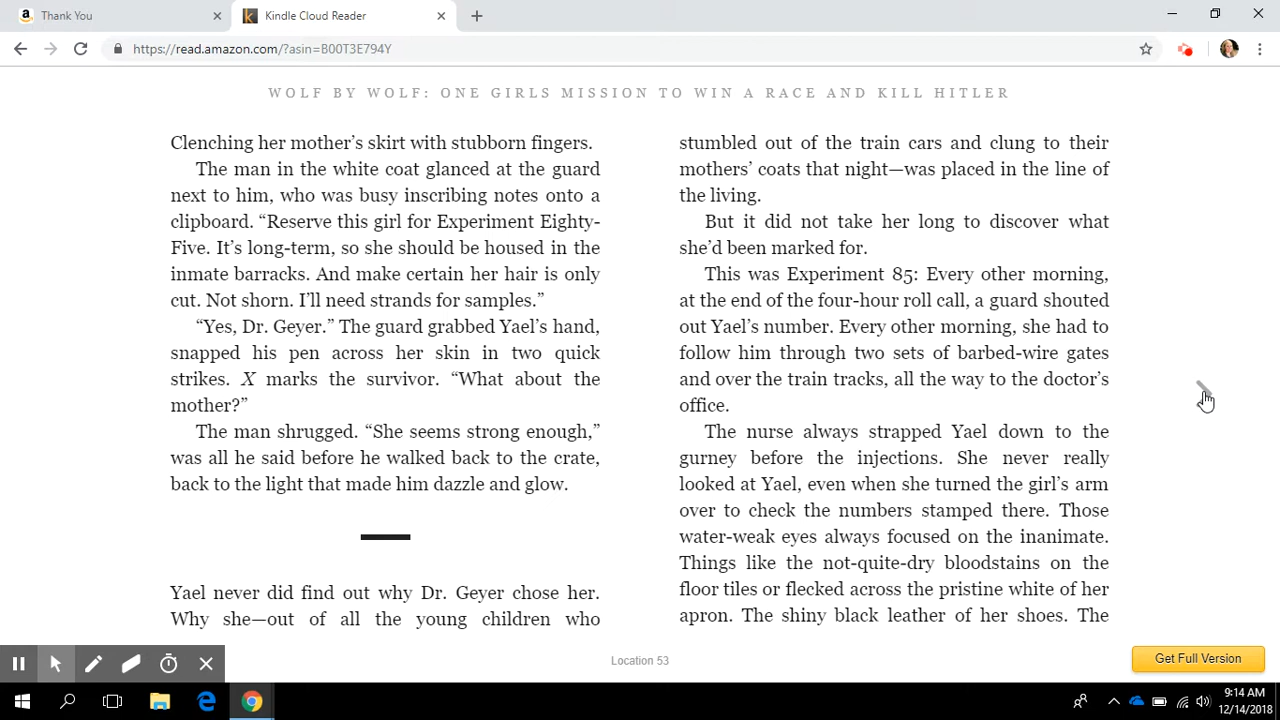 Thank You
Kindle Cloud Reader
https://read.amazon.com/?asin=B00T3E794Y
WOLF BY WOLF: ONE GIRLS MISSION TO WIN A RACE AND KILL HITLER
Clenching her mother’s skirt with stubborn fingers.
The man in the white coat glanced at the guard
next to him, who was busy inscribing notes onto a
clipboard. “Reserve this girl for Experiment Eighty-
Five. It’s long-term, so she should be housed in the
inmate barracks. And make certain her hair is only
cut. Not shorn. I’ll need strands for samples.”
“Yes, Dr. Geyer.” The guard grabbed Yael’s hand,
snapped his pen across her skin in two quick
strikes. X marks the survivor. “What about the
mother?”
The man shrugged. “She seems strong enough,”
was all he said before he walked back to the crate,
back to the light that made him dazzle and glow.
Yael never did find out why Dr. Geyer chose her.
Why she—out of all the young children who
stumbled out of the train cars and clung to their
mothers’ coats that night—was placed in the line of
the living.
But it did not take her long to discover what
she’d been marked for.
This was Experiment 85: Every other morning,
at the end of the four-hour roll call, a guard shouted
out Yael’s number. Every other morning, she had to
follow him through two sets of barbed-wire gates
and over the train tracks, all the way to the doctor’s
office.
The nurse always strapped Yael down to the
gurney before the injections. She never really
looked at Yael, even when she turned the girl’s arm
over to check the numbers stamped there. Those
water-weak eyes always focused on the inanimate.
Things like the not-quite-dry bloodstains on the
floor tiles or flecked across the pristine white of her
apron. The shiny black leather of her shoes. The
Location 53
Get Full Version
9:14 AM
12/14/2018